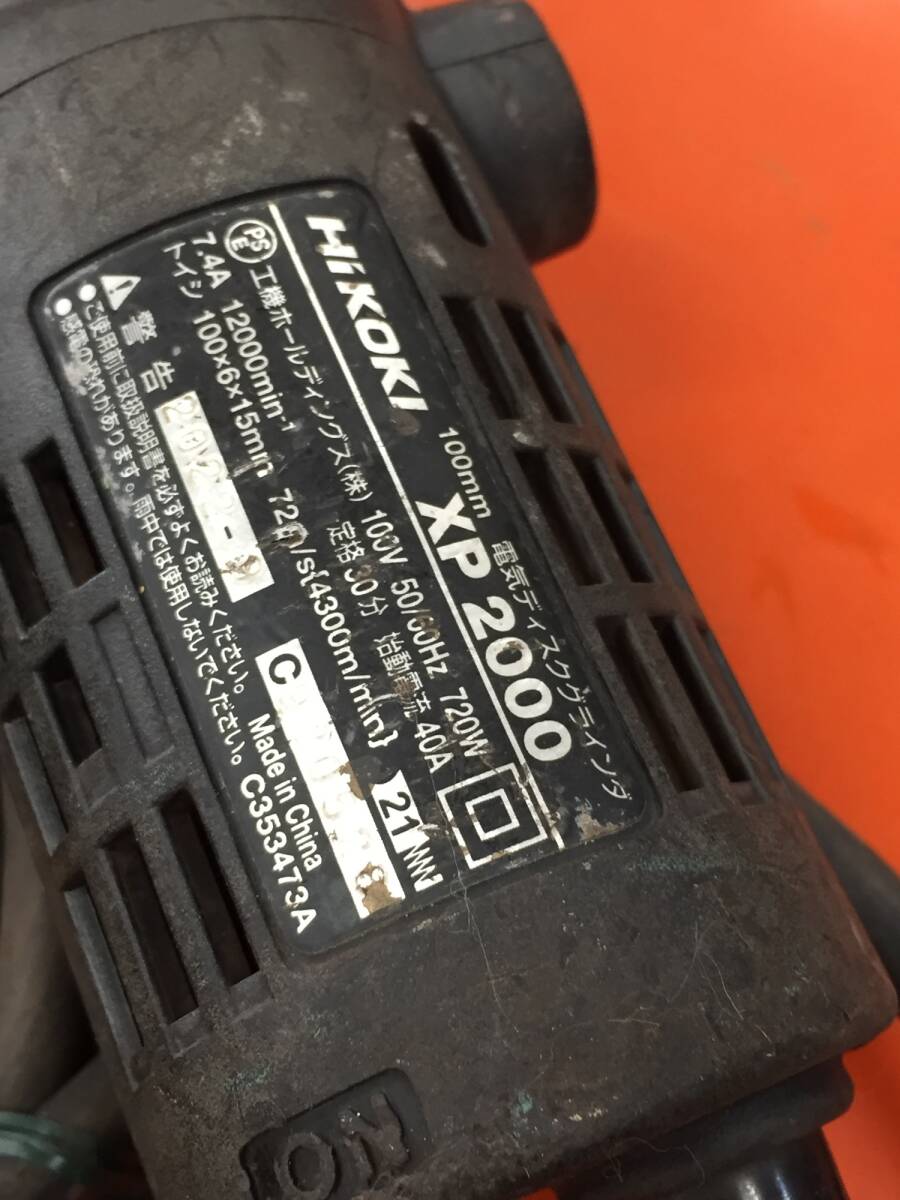 HiKOKI
100mm 電気ディスクグラインダ
XP 2000
PS
E
工機ホールディングス(株) 100V 50/60Hz 720W
7.4A 12000min⁻¹ 定格30分 始動電流 40A
トイシ 100×6×15mm 72m/s{4300m/min}
21
警告
C
●ご使用前に取扱説明書を必ずよくお読みください。 Made in China
●感電の恐れがあります。雨中では使用しないでください。 C353473A
ON